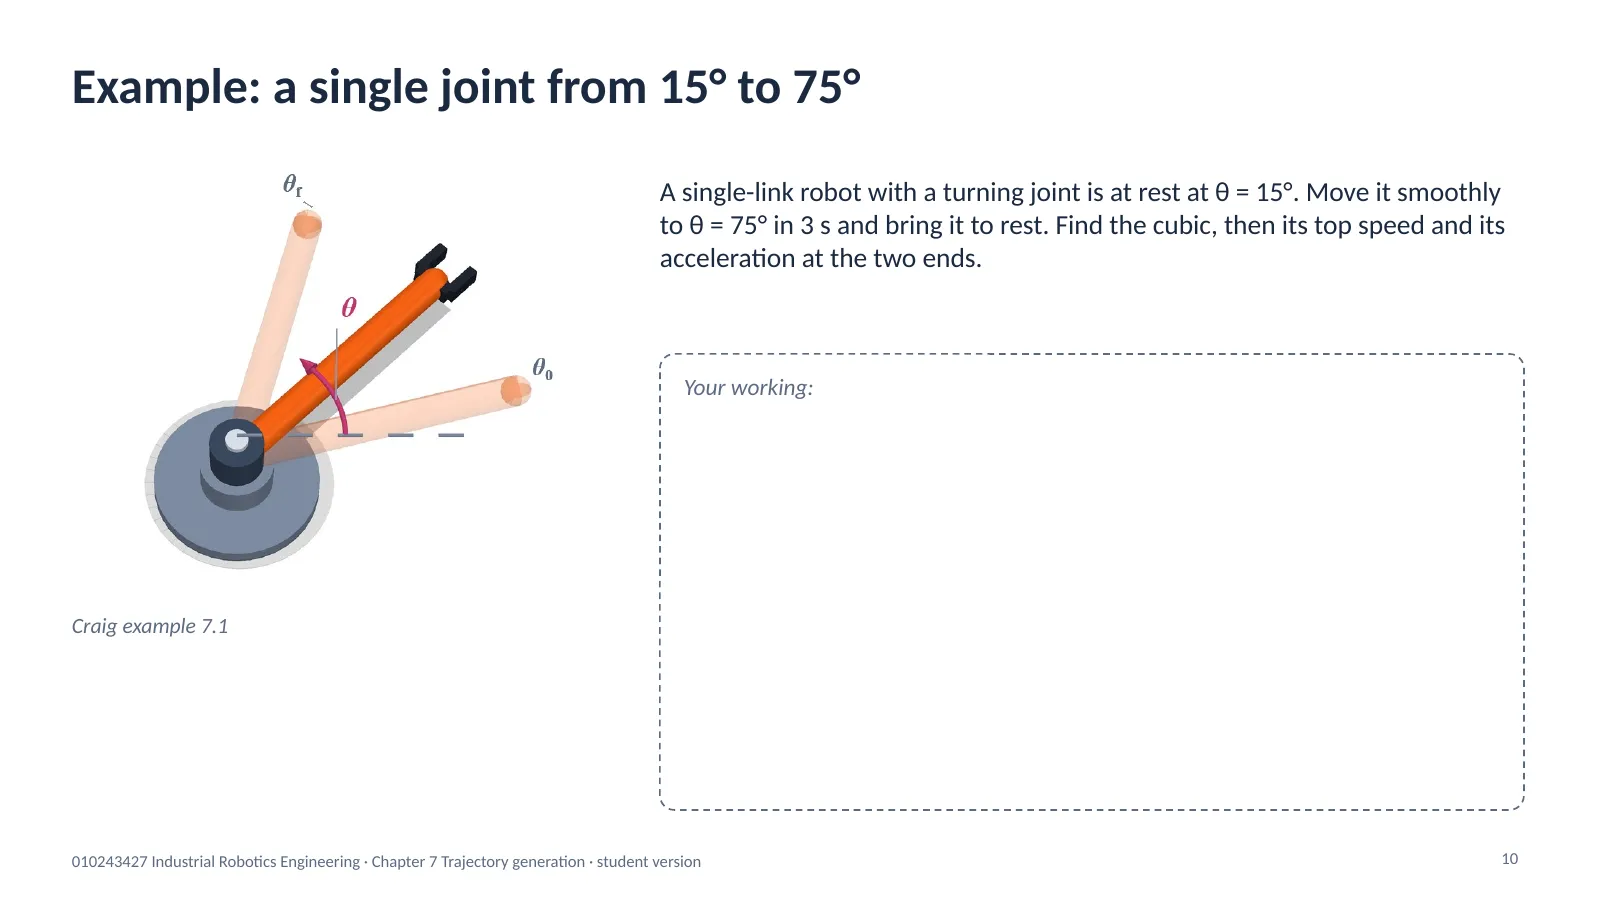 Example: a single joint from 15° to 75°
θf
θ
θ0
Craig example 7.1
A single-link robot with a turning joint is at rest at θ = 15°. Move it smoothly
to θ = 75° in 3 s and bring it to rest. Find the cubic, then its top speed and its
acceleration at the two ends.
Your working:
010243427 Industrial Robotics Engineering · Chapter 7 Trajectory generation · student version
10